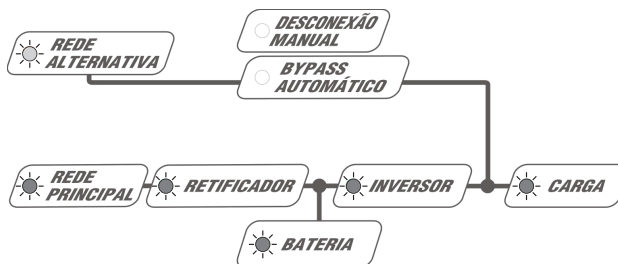 DESCONEXÃO
MANUAL
REDE
ALTERNATIVA
BYPASS
AUTOMÁTICO
REDE
PRINCIPAL
RETIFICADOR
INVERSOR
CARGA
BATERIA